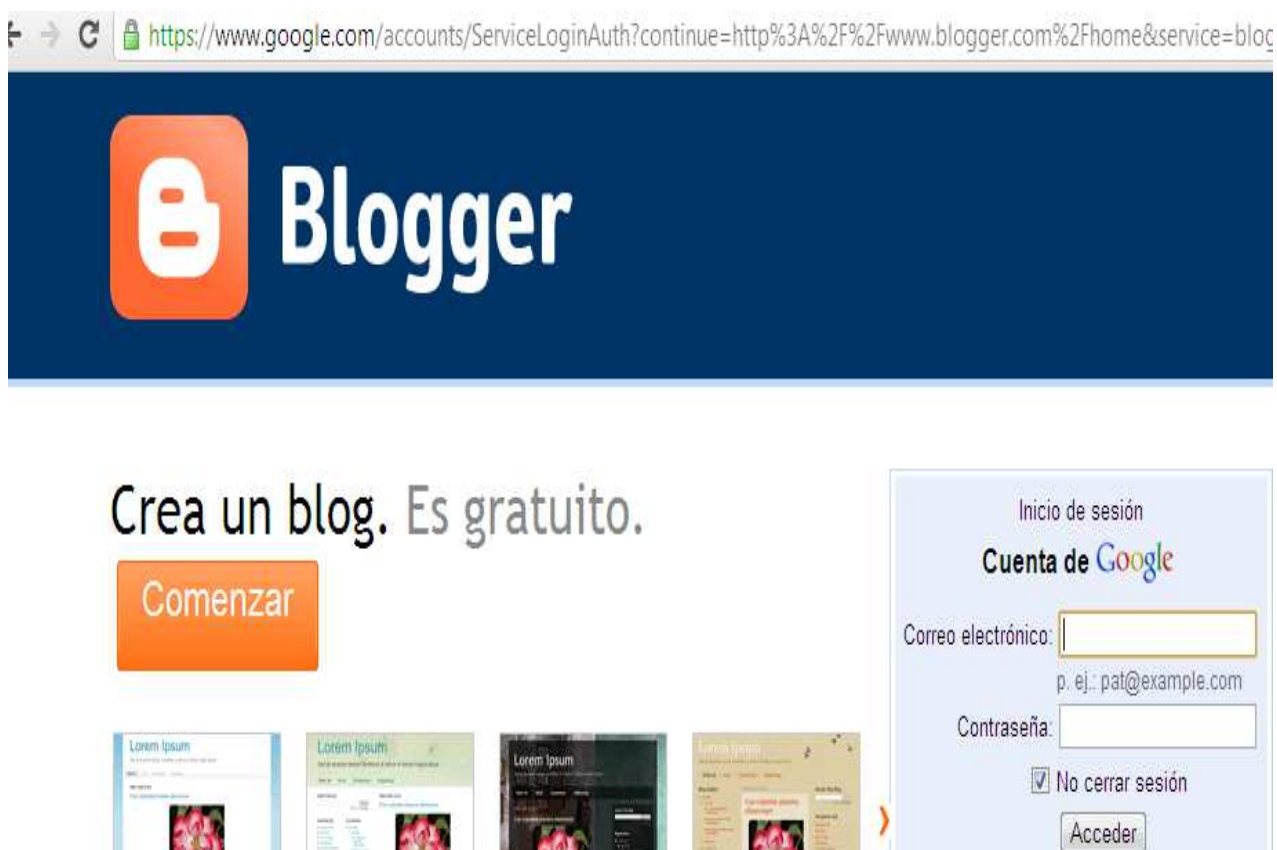 https://www.google.com/accounts/ServiceLoginAuth?continue=http%3A%2F%2Fwww.blogger.com%2Fhome&service=blog
Blogger
Crea un blog. Es gratuito.
Comenzar
Inicio de sesión
Cuenta de Google
Correo electrónico:
p. ej.: pat@example.com
Contraseña:
No cerrar sesión
Acceder
Lorem Ipsum
Lorem Ipsum
Lorem Ipsum
Lorem Ipsum